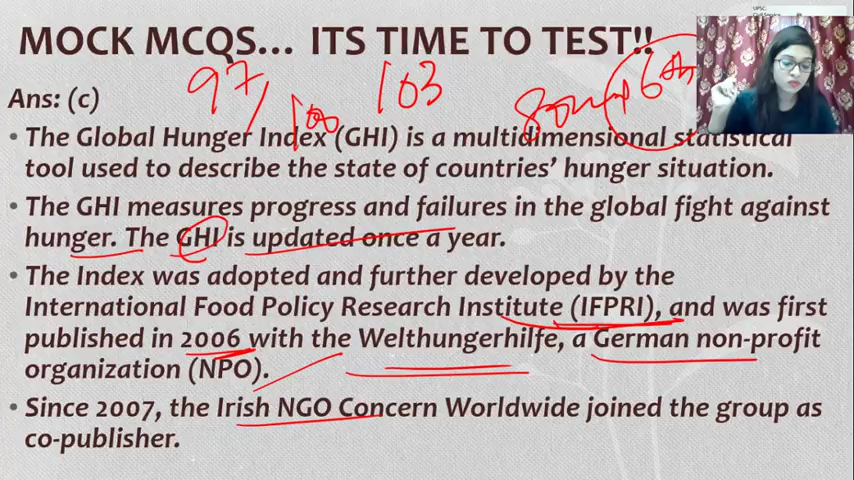 UPSC
MOCK MCQS... ITS TIME TO TEST!!
97/100 103
6th
Ans: (c)
• The Global Hunger Index (GHI) is a multidimensional statistical
tool used to describe the state of countries' hunger situation.
• The GHI measures progress and failures in the global fight against
hunger. The GHI is updated once a year.
• The Index was adopted and further developed by the
International Food Policy Research Institute (IFPRI), and was first
published in 2006 with the Welthungerhilfe, a German non-profit
organization (NPO).
• Since 2007, the Irish NGO Concern Worldwide joined the group as
co-publisher.